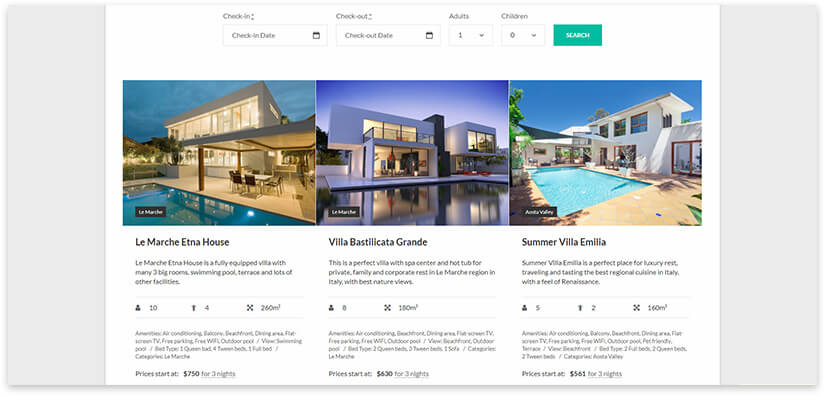 Check-in * Check-out * Adults Children
Check-in Date Check-out Date 1 0 SEARCH
Le Marche Le Marche Aosta Valley
Le Marche Etna House
Le Marche Etna House is a fully equipped villa with
many 3 big rooms, swimming pool, terrace and lots of
other facilities.
10 4 260m²
Amenities: Air conditioning, Balcony, Beachfront, Dining area, Flat-
screen TV, Free parking, Free WiFi, Outdoor pool / View: Swimming
pool / Bed Type: 1 Queen bad, 4 Tween beds, 1 Full bed /
Categories: Le Marche
Prices start at: $750 for 3 nights
Villa Bastilicata Grande
This is a perfect villa with spa center and hot tub for
private, family and corporate rest in Le Marche region in
Italy, with best nature views.
8 180m²
Amenities: Air conditioning, Beachfront, Dining area, Flat-screen TV,
Free parking, Free WiFi, Outdoor pool / View: Beachfront, Outdoor
pool / Bed Type: 2 Queen beds, 3 Tween beds, 1 Sofa / Categories:
Le Marche
Prices start at: $630 for 3 nights
Summer Villa Emilia
Summer Villa Emilia is a perfect place for luxury rest,
traveling and tasting the best regional cuisine in Italy,
with a feel of Renaissance.
5 2 160m²
Amenities: Air conditioning, Balcony, Beachfront, Dining area, Flat-
screen TV, Free parking, Free WiFi, Outdoor pool, Pet friendly,
Terrace / View: Beachfront / Bed Type: 2 Full beds, 2 Queen beds,
2 Tween beds / Categories: Aosta Valley
Prices start at: $561 for 3 nights